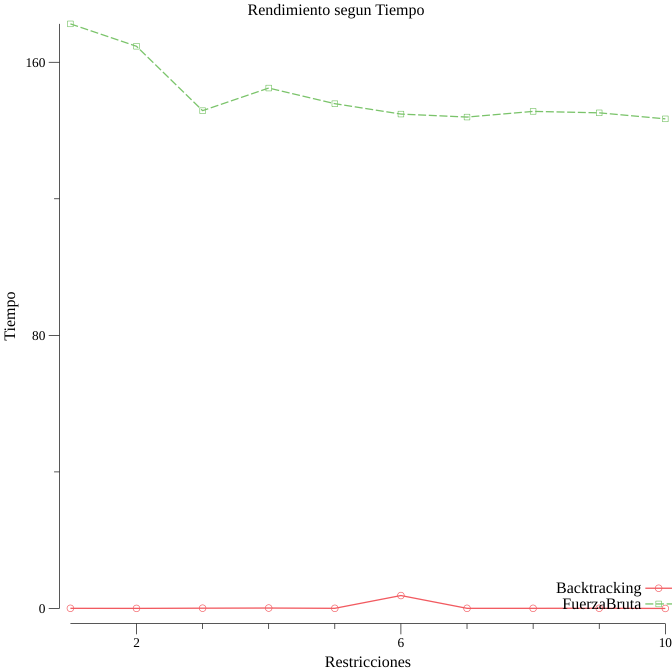 Rendimiento segun Tiempo
160
80
0
Tiempo
Backtracking
FuerzaBruta
2
6
10
Restricciones